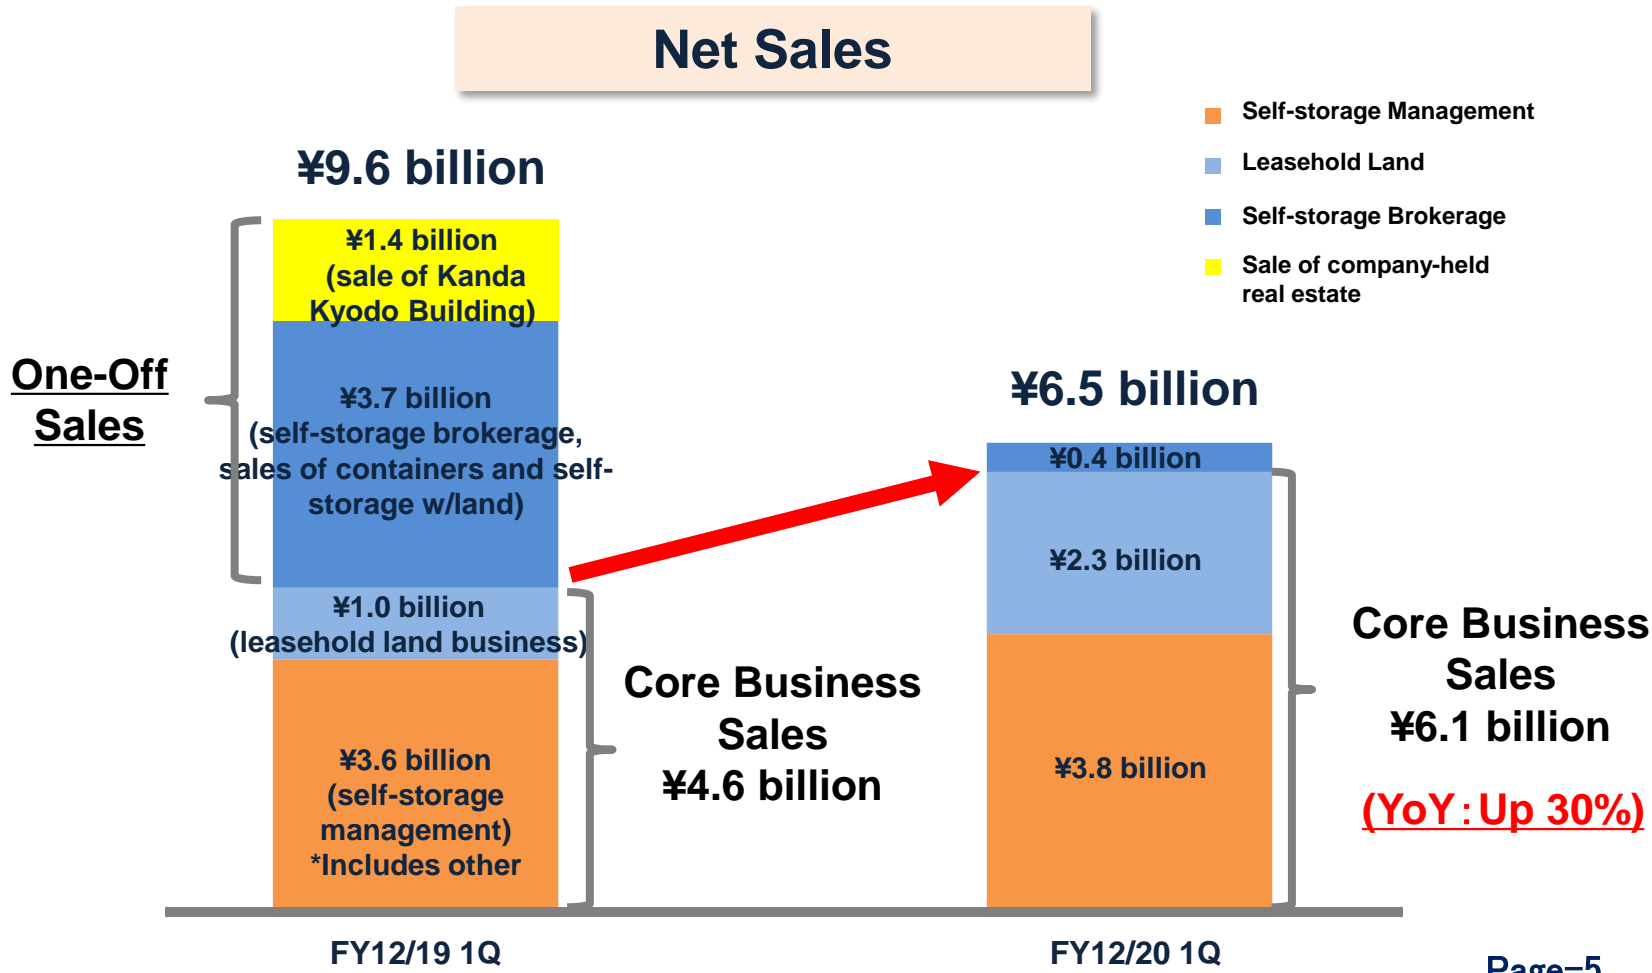 Net Sales
Self-storage Management
Leasehold Land
Self-storage Brokerage
Sale of company-held
real estate
¥9.6 billion
¥1.4 billion
(sale of Kanda
Kyodo Building)
One-Off
Sales
¥3.7 billion
(self-storage brokerage,
sales of containers and self-
storage w/land)
¥1.0 billion
(leasehold land business)
¥3.6 billion
(self-storage
management)
*Includes other
Core Business
Sales
¥4.6 billion
¥6.5 billion
¥0.4 billion
¥2.3 billion
¥3.8 billion
Core Business
Sales
¥6.1 billion
(YoY:Up 30%)
FY12/19 1Q
FY12/20 1Q
Page−5